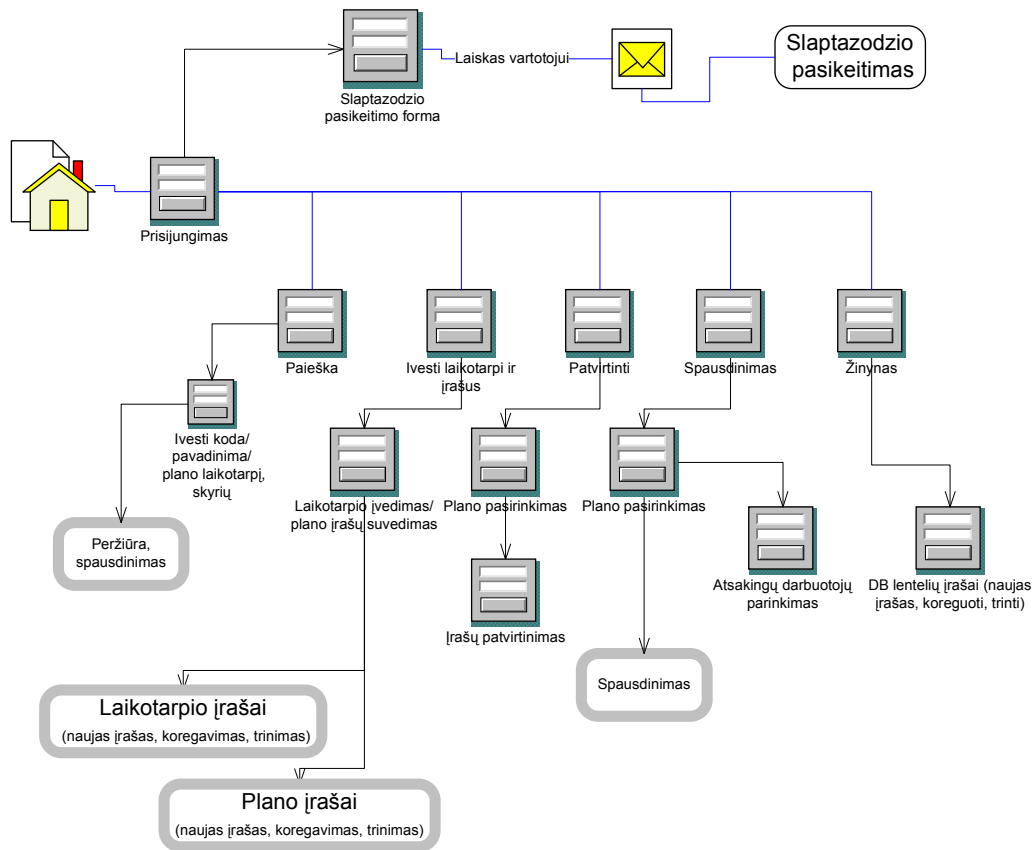 Slaptazodzio
pasikeitimo forma
Laiskas vartotojui
Slaptazodzio
pasikeitimas
Prisijungimas
Paieška
Ivesti laikotarpi ir
įrašus
Patvirtinti
Spausdinimas
Žinynas
Ivesti koda/
pavadinima/
plano laikotarpį,
skyrių
Laikotarpio įvedimas/
plano įrašų suvedimas
Plano pasirinkimas
Plano pasirinkimas
Peržiūra,
spausdinimas
Atsakingų darbuotojų
parinkimas
DB lentelių įrašai (naujas
įrašas, koreguoti, trinti)
Įrašų patvirtinimas
Spausdinimas
Laikotarpio įrašai
(naujas įrašas, koregavimas, trinimas)
Plano įrašai
(naujas įrašas, koregavimas, trinimas)